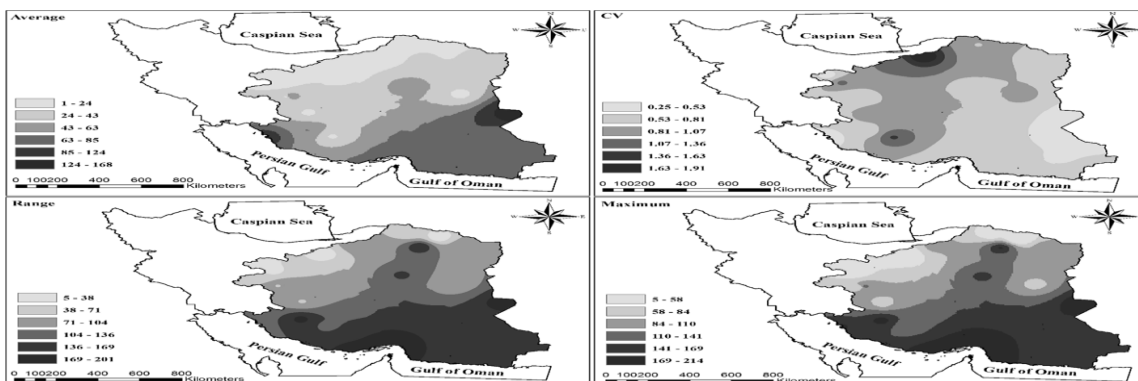 Average
Caspian Sea
N
W
E
S
1 - 24
24 - 43
43 - 63
63 - 85
85 - 124
124 - 168
Persian Gulf
Gulf of Oman
0 100200 400 600 800
Kilometers
CV
Caspian Sea
N
W
E
S
0.25 - 0.53
0.53 - 0.81
0.81 - 1.07
1.07 - 1.36
1.36 - 1.63
1.63 - 1.91
Persian Gulf
Gulf of Oman
0 100200 400 600 800
Kilometers
Range
Caspian Sea
N
W
E
S
5 - 38
38 - 71
71 - 104
104 - 136
136 - 169
169 - 201
Persian Gulf
Gulf of Oman
0 100200 400 600 800
Kilometers
Maximum
Caspian Sea
N
W
E
S
5 - 58
58 - 84
84 - 110
110 - 141
141 - 169
169 - 214
Persian Gulf
Gulf of Oman
0 100200 400 600 800
Kilometers